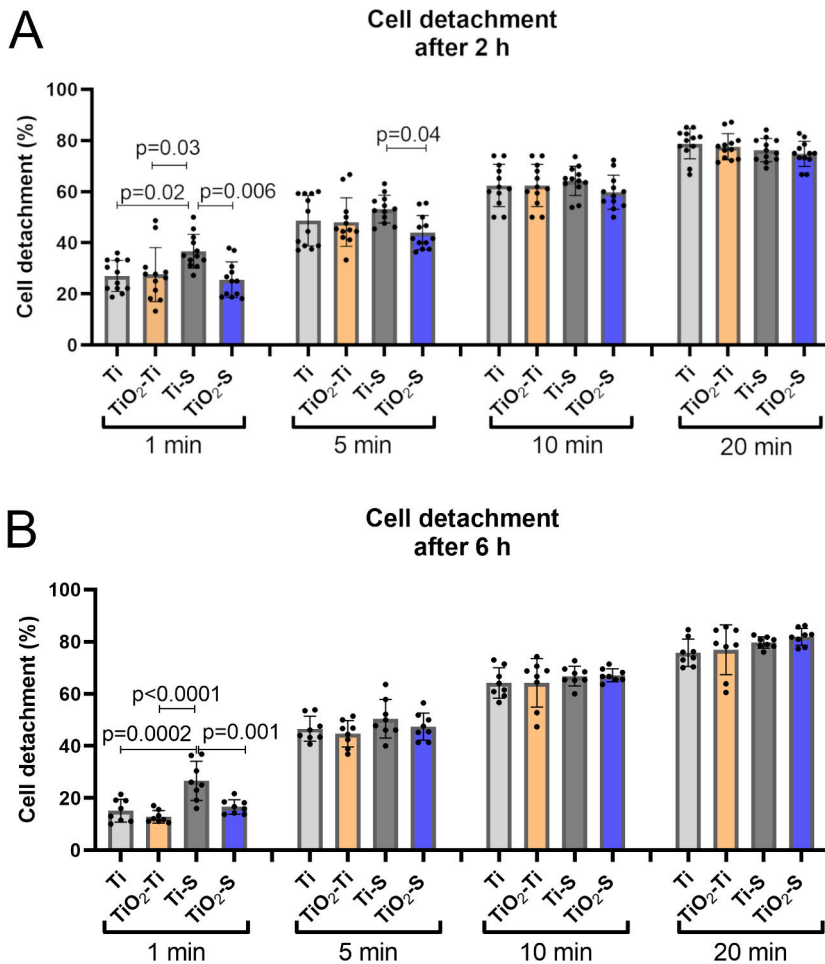 A
Cell detachment
after 2 h
Cell detachment (%)
100
80
60
40
20
0
p=0.03
p=0.02
p=0.006
p=0.04
Ti
TiO₂-Ti
Ti-S
TiO₂-S
Ti
TiO₂-Ti
Ti-S
TiO₂-S
Ti
TiO₂-Ti
Ti-S
TiO₂-S
Ti
TiO₂-Ti
Ti-S
TiO₂-S
1 min
5 min
10 min
20 min
B
Cell detachment
after 6 h
Cell detachment (%)
100
80
60
40
20
0
p<0.0001
p=0.0002
p=0.001
Ti
TiO₂-Ti
Ti-S
TiO₂-S
Ti
TiO₂-Ti
Ti-S
TiO₂-S
Ti
TiO₂-Ti
Ti-S
TiO₂-S
Ti
TiO₂-Ti
Ti-S
TiO₂-S
1 min
5 min
10 min
20 min